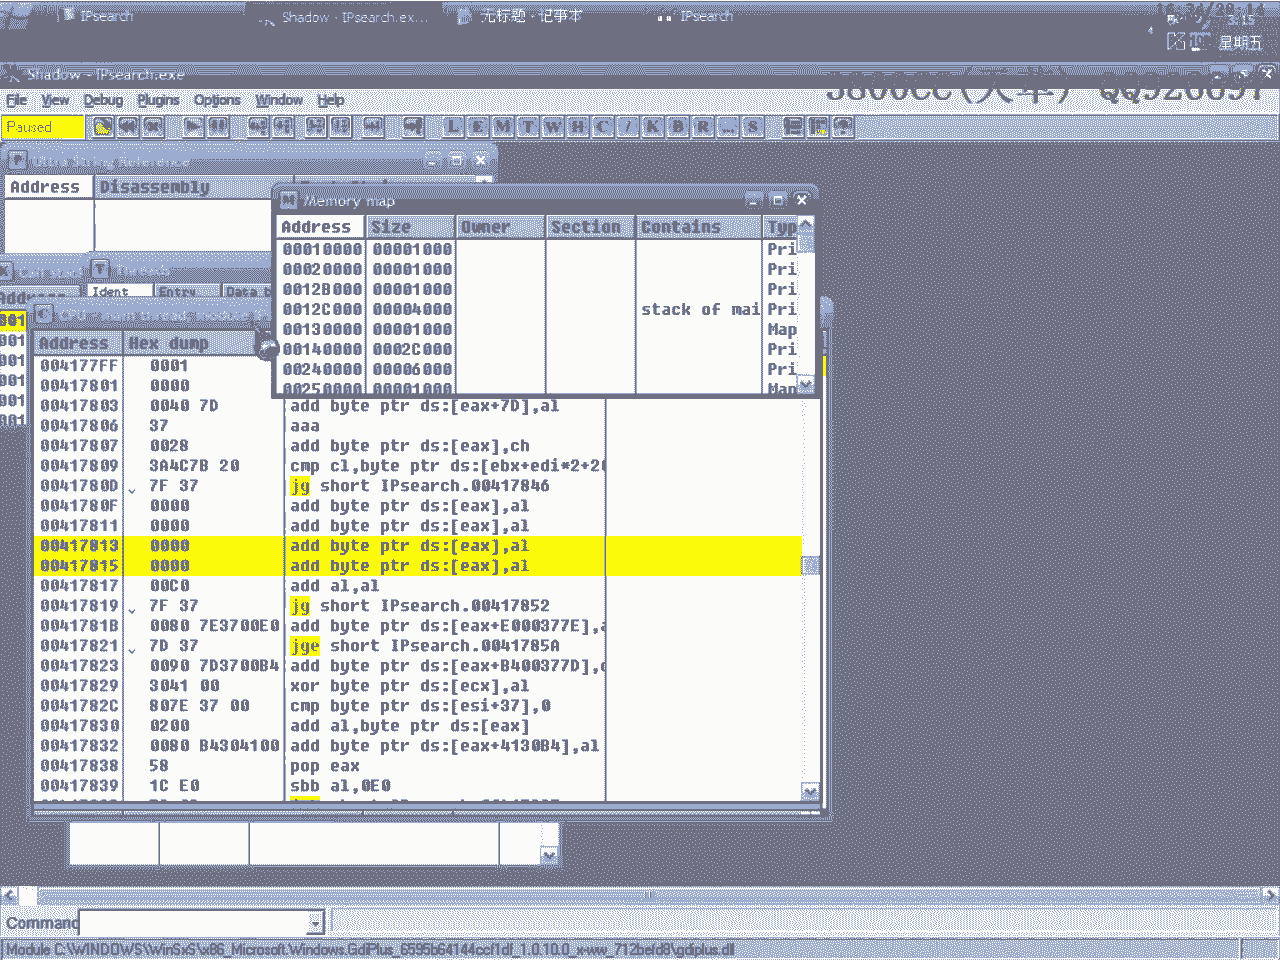 IPsearch
Shadow - IPsearch.ex...
无标题 - 记事本
IPsearch
星期五
Shadow - IPsearch.exe
File View Debug Plugins Options Window Help
Paused
L E M T W H C / K B R ... S
Ultra String Reference
Address Disassembly
Memory map
Address Size Owner Section Contains Typ
00010000 00001000 Pri
00020000 00001000 Pri
0012B000 00001000 Pri
0012C000 00004000 stack of mai Pri
00130000 00001000 Map
00140000 0002C000 Pri
00240000 00006000 Pri
00250000 00001000 Map
Threads
Ident Entry Data b
Address Hex dump
004177FF 0001
00417801 0000
00417803 0040 7D add byte ptr ds:[eax+7D],al
00417806 37 aaa
00417807 0028 add byte ptr ds:[eax],ch
00417809 3A4C7B 20 cmp cl,byte ptr ds:[ebx+edi*2+20
0041780D 7F 37 jg short IPsearch.00417846
0041780F 0000 add byte ptr ds:[eax],al
00417811 0000 add byte ptr ds:[eax],al
00417813 0000 add byte ptr ds:[eax],al
00417815 0000 add byte ptr ds:[eax],al
00417817 00C0 add al,al
00417819 7F 37 jg short IPsearch.00417852
0041781B 0080 7E3700E0 add byte ptr ds:[eax+E000377E],a
00417821 7D 37 jge short IPsearch.0041785A
00417823 0090 7D3700B4 add byte ptr ds:[eax+B400377D],d
00417829 3041 00 xor byte ptr ds:[ecx],al
0041782C 807E 37 00 cmp byte ptr ds:[esi+37],0
00417830 0200 add al,byte ptr ds:[eax]
00417832 0080 B4304100 add byte ptr ds:[eax+4130B4],al
00417838 58 pop eax
00417839 1C E0 sbb al,0E0
Command
Module C:\WINDOWS\WinSxS\x86_Microsoft.Windows.GdiPlus_6595b64144ccf1df_1.0.10.0_x-ww_712befd8\gdiplus.dll